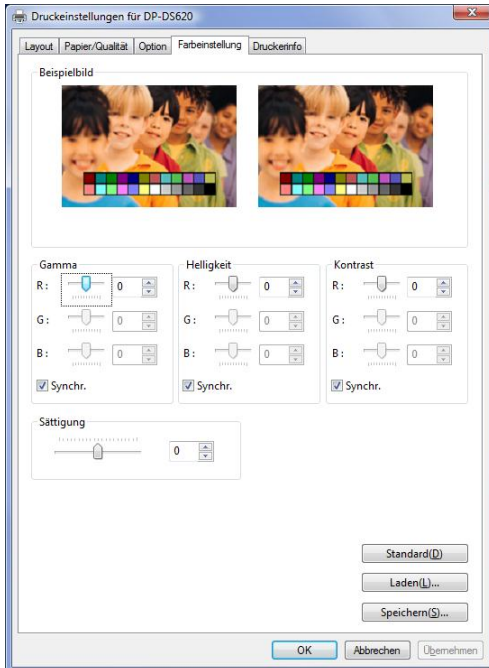 Druckeinstellungen für DP-DS620
Layout Papier/Qualität Option Farbeinstellung Druckerinfo
Beispielbild
Gamma Helligkeit Kontrast
R: 0 R: 0 R: 0
G: 0 G: 0 G: 0
B: 0 B: 0 B: 0
Synchr. Synchr. Synchr.
Sättigung
0
Standard(D)
Laden(L)...
Speichern(S)...
OK Abbrechen Übernehmen